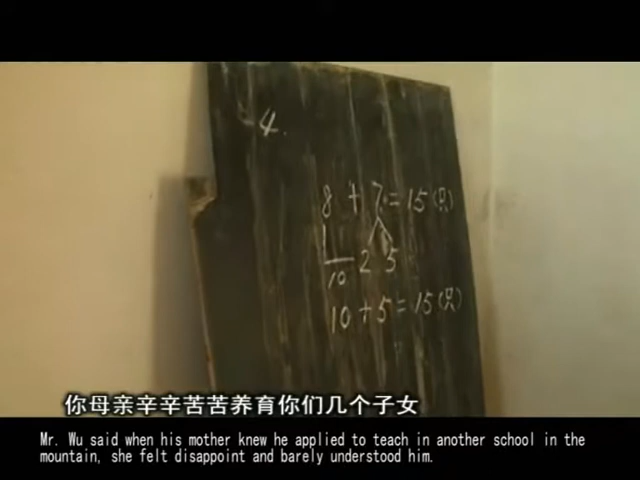 4.
8 + 7 = 15(只)
2 5
10
10 + 5 = 15(只)
你母亲辛辛苦苦养育你们几个子女
Mr. Wu said when his mother knew he applied to teach in another school in the
mountain, she felt disappoint and barely understood him.